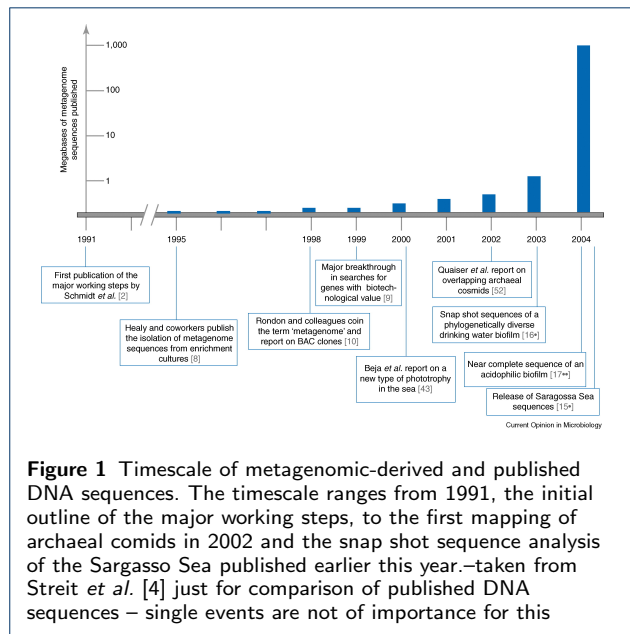 Megabases of metagenome
sequences published
1,000
100
10
1
1991
1995
1998
1999
2000
2001
2002
2003
2004
First publication of the
major working steps by
Schmidt et al. [2]
Healy and coworkers publish
the isolation of metagenome
sequences from enrichment
cultures [8]
Rondon and colleagues coin
the term 'metagenome' and
report on BAC clones [10]
Major breakthrough
in searches for
genes with biotech-
nological value [9]
Beja et al. report on a
new type of phototrophy
in the sea [43]
Quaiser et al. report on
overlapping archaeal
cosmids [52]
Snap shot sequences of a
phylogenetically diverse
drinking water biofilm [16•]
Near complete sequence of an
acidophilic biofilm [17••]
Release of Saragossa Sea
sequences [15•]
Current Opinion in Microbiology
Figure 1 Timescale of metagenomic-derived and published
DNA sequences. The timescale ranges from 1991, the initial
outline of the major working steps, to the first mapping of
archaeal comids in 2002 and the snap shot sequence analysis
of the Sargasso Sea published earlier this year.–taken from
Streit et al. [4] just for comparison of published DNA
sequences – single events are not of importance for this